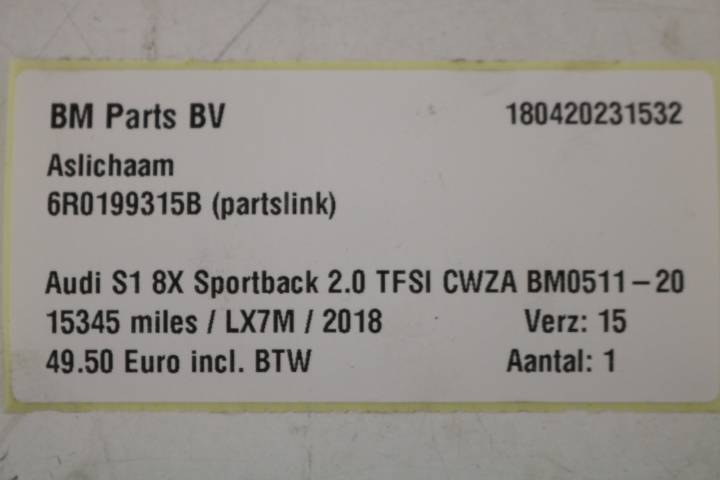 BM Parts BV 180420231532
Aslichaam
6R0199315B (partslink)
Audi S1 8X Sportback 2.0 TFSI CWZA BM0511-20
15345 miles / LX7M / 2018 Verz: 15
49.50 Euro incl. BTW Aantal: 1